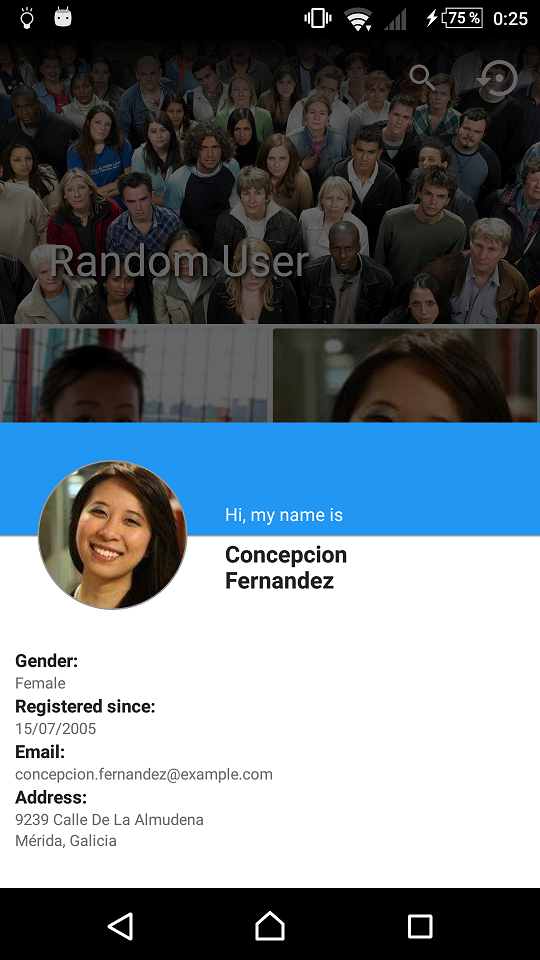 75 % 0:25
Random User
Hi, my name is
Concepcion
Fernandez
Gender:
Female
Registered since:
15/07/2005
Email:
concepcion.fernandez@example.com
Address:
9239 Calle De La Almudena
Mérida, Galicia